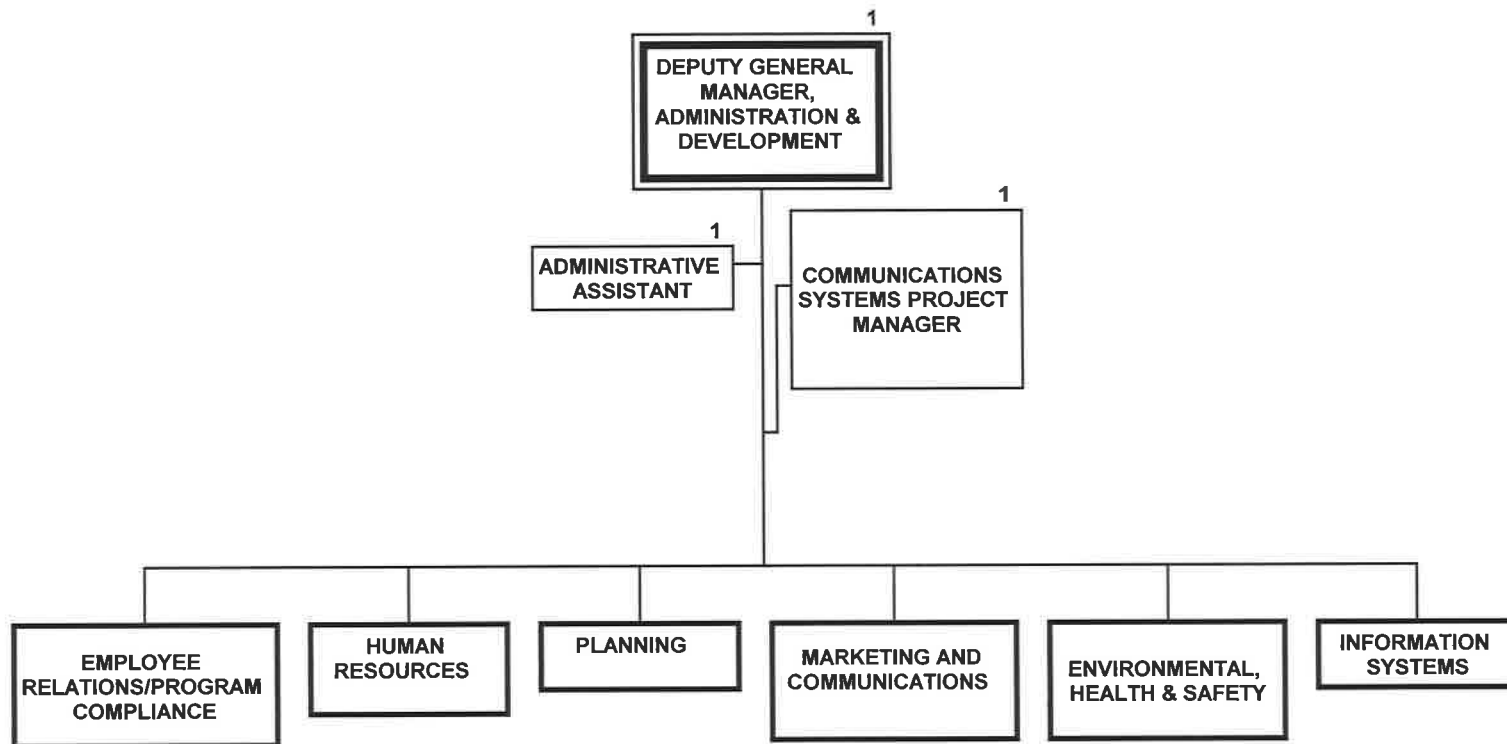 1
DEPUTY GENERAL
MANAGER,
ADMINISTRATION &
DEVELOPMENT
1
ADMINISTRATIVE
ASSISTANT
1
COMMUNICATIONS
SYSTEMS PROJECT
MANAGER
EMPLOYEE
RELATIONS/PROGRAM
COMPLIANCE
HUMAN
RESOURCES
PLANNING
MARKETING AND
COMMUNICATIONS
ENVIRONMENTAL,
HEALTH & SAFETY
INFORMATION
SYSTEMS